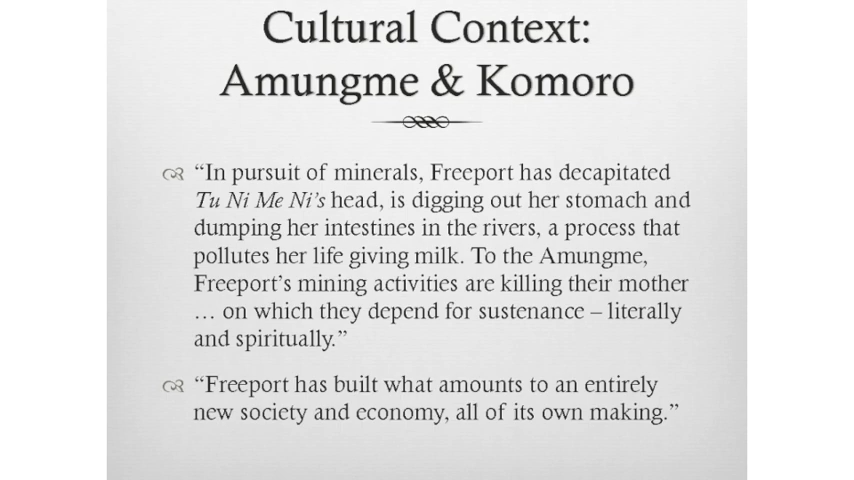 Cultural Context:
Amungme & Komoro
“In pursuit of minerals, Freeport has decapitated
Tu Ni Me Ni’s head, is digging out her stomach and
dumping her intestines in the rivers, a process that
pollutes her life giving milk. To the Amungme,
Freeport’s mining activities are killing their mother
… on which they depend for sustenance – literally
and spiritually.”
“Freeport has built what amounts to an entirely
new society and economy, all of its own making.”